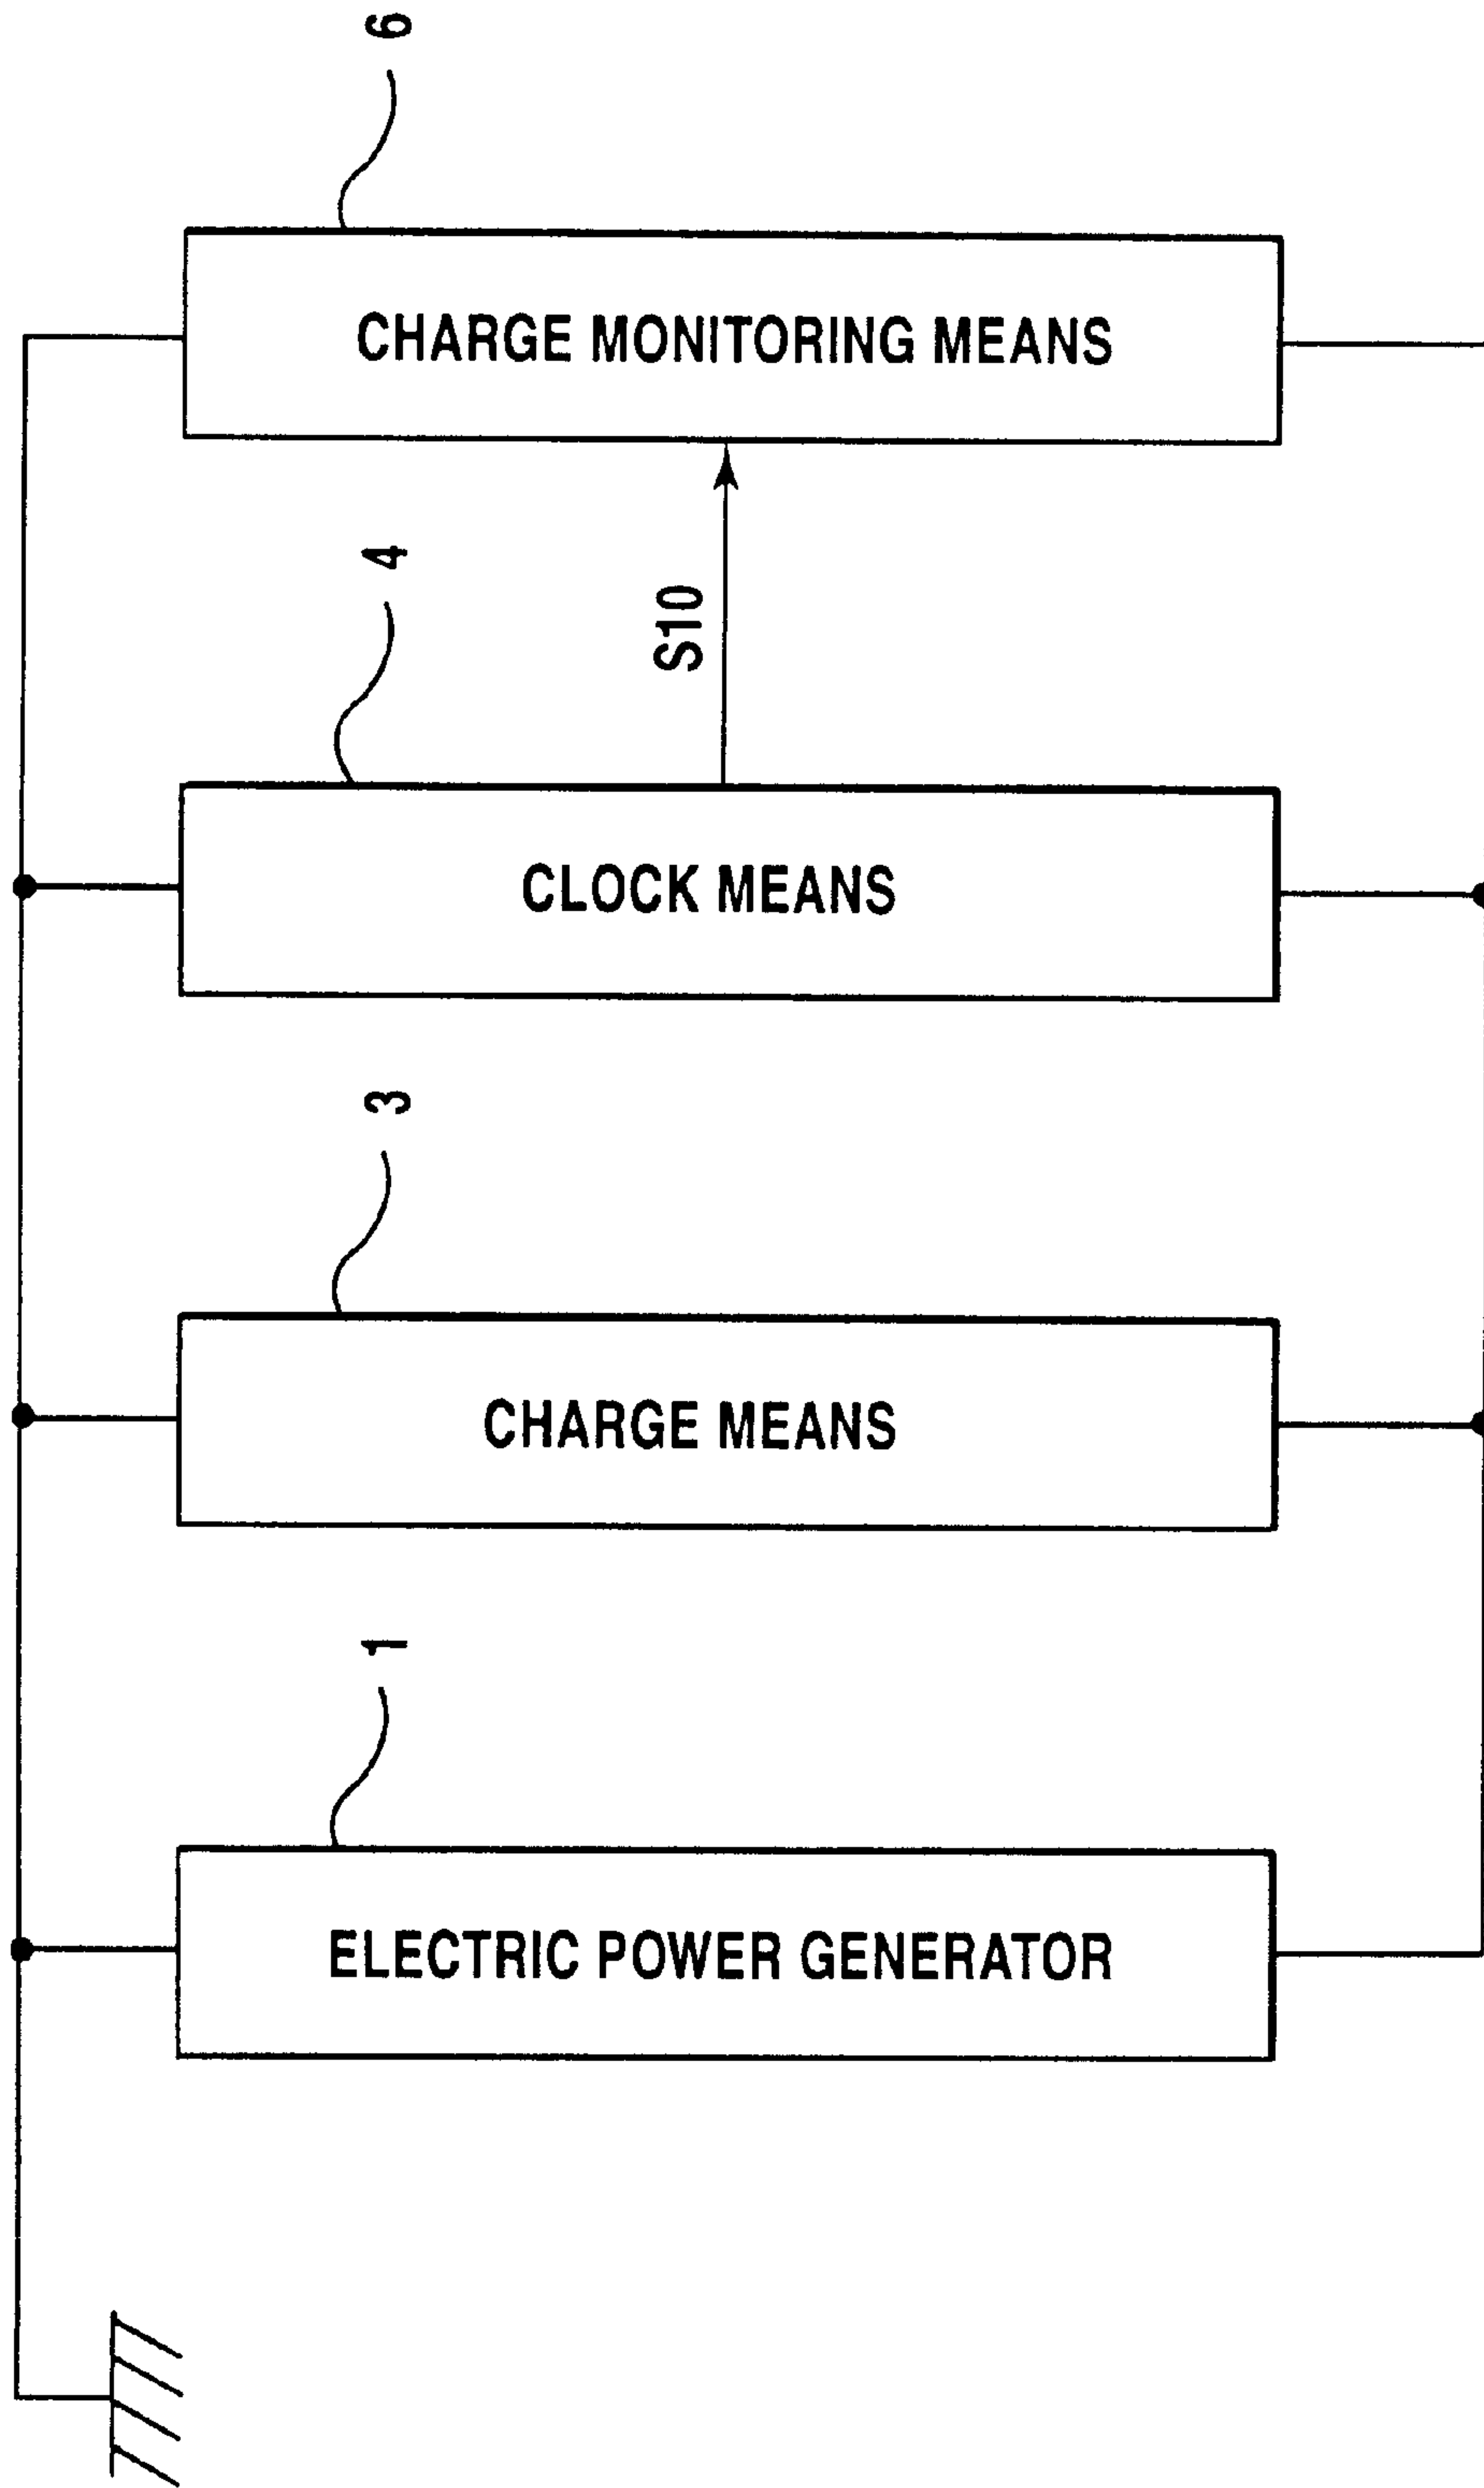 6
CHARGE MONITORING MEANS
4
S10
CLOCK MEANS
3
CHARGE MEANS
1
ELECTRIC POWER GENERATOR